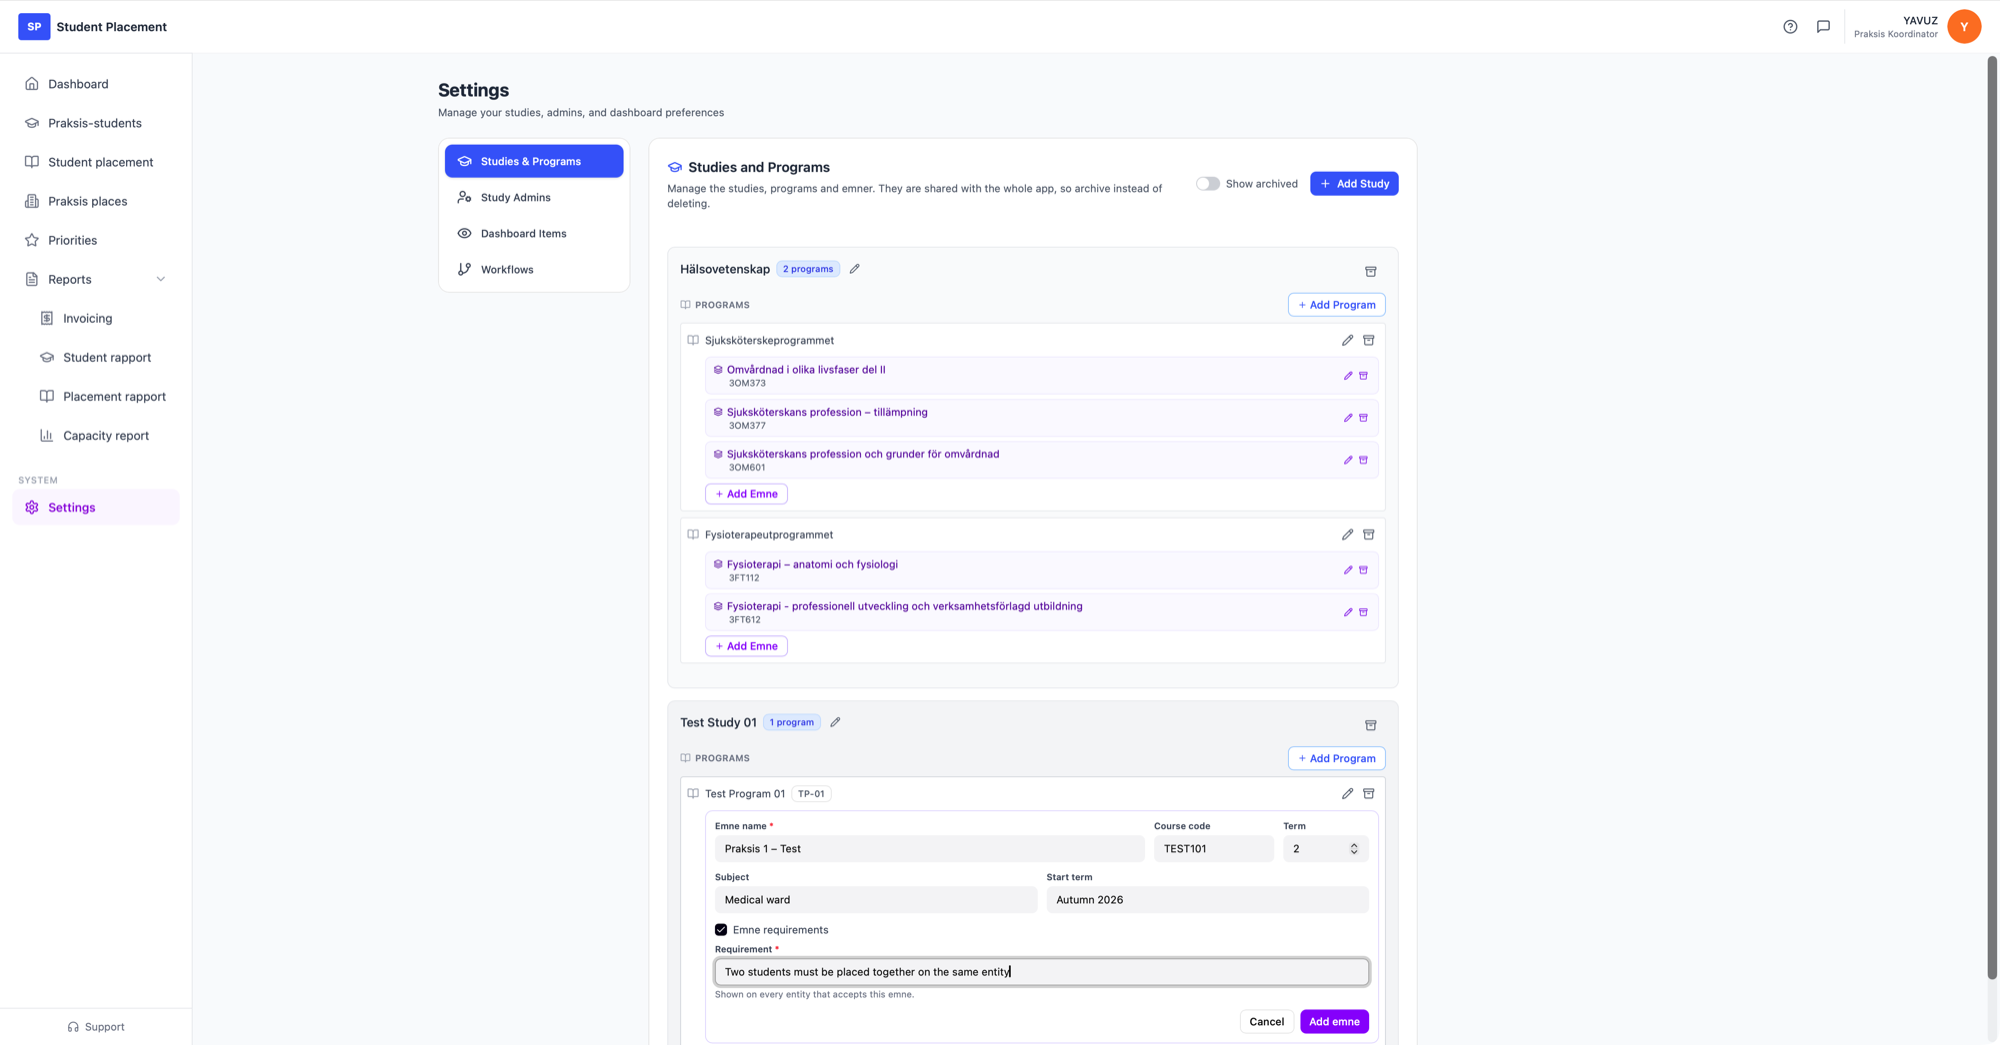 SP Student Placement
YAVUZ
Praksis Koordinator
Y
Dashboard
Praksis-students
Student placement
Praksis places
Priorities
Reports
Invoicing
Student rapport
Placement rapport
Capacity report
SYSTEM
Settings
Support
Settings
Manage your studies, admins, and dashboard preferences
Studies & Programs
Study Admins
Dashboard Items
Workflows
Studies and Programs
Manage the studies, programs and emner. They are shared with the whole app, so archive instead of
deleting.
Show archived
+ Add Study
Hälsovetenskap 2 programs
PROGRAMS
+ Add Program
Sjuksköterskeprogrammet
Omvårdnad i olika livsfaser del II
3OM373
Sjuksköterskans profession – tillämpning
3OM377
Sjuksköterskans profession och grunder för omvårdnad
3OM601
+ Add Emne
Fysioterapeutprogrammet
Fysioterapi – anatomi och fysiologi
3FT112
Fysioterapi - professionell utveckling och verksamhetsförlagd utbildning
3FT612
+ Add Emne
Test Study 01 1 program
PROGRAMS
+ Add Program
Test Program 01 TP-01
Emne name * Course code Term
Praksis 1 – Test TEST101 2
Subject Start term
Medical ward Autumn 2026
Emne requirements
Requirement *
Two students must be placed together on the same entity
Shown on every entity that accepts this emne.
Cancel Add emne